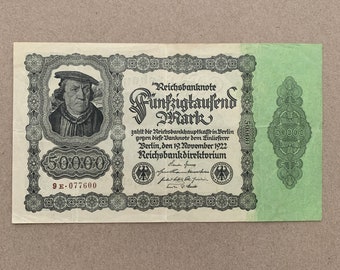 Reichsbanknote
Fünfzigtausend
Mark
zahlt die Reichsbankhauptkasse in Berlin
gegen diese Banknote dem Einlieferer
Berlin, den 19. November 1922
Reichsbankdirektorium
50000
9E·077600
50000